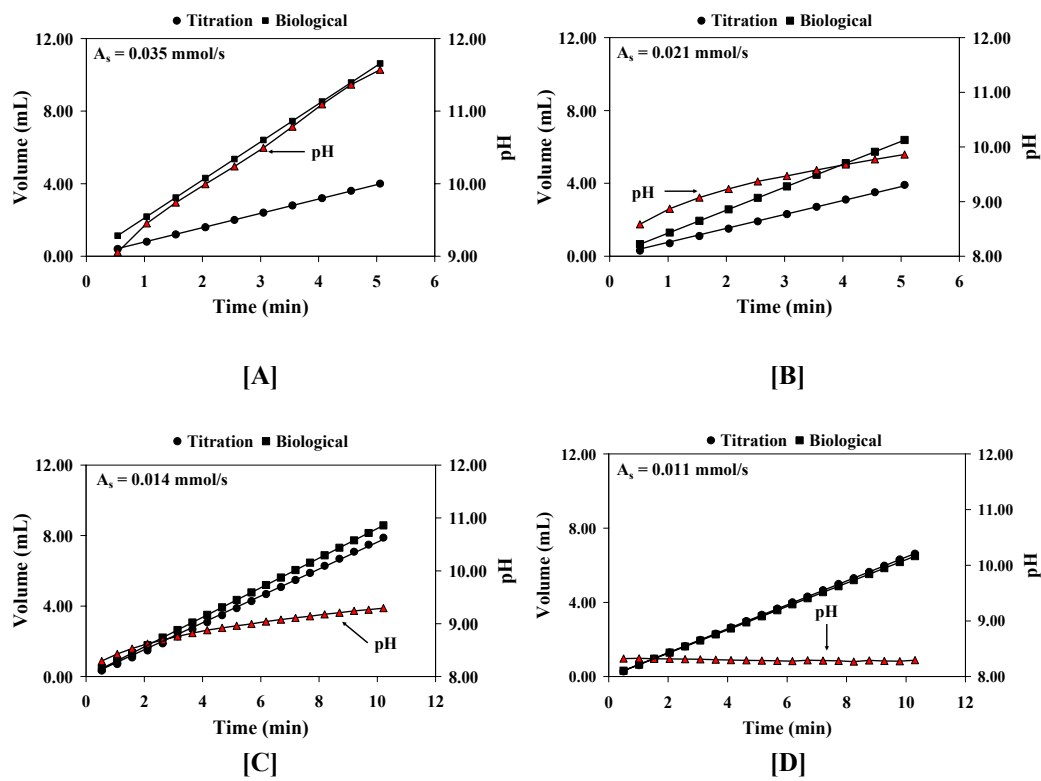 Titration Biological
A_s = 0.035 mmol/s
12.00
8.00
4.00
0.00
Volume (mL)
12.00
11.00
10.00
9.00
pH
pH
0 1 2 3 4 5 6
Time (min)
[A]
Titration Biological
A_s = 0.021 mmol/s
12.00
8.00
4.00
0.00
Volume (mL)
12.00
11.00
10.00
9.00
8.00
pH
pH
0 1 2 3 4 5 6
Time (min)
[B]
Titration Biological
A_s = 0.014 mmol/s
12.00
8.00
4.00
0.00
Volume (mL)
12.00
11.00
10.00
9.00
8.00
pH
pH
0 2 4 6 8 10 12
Time (min)
[C]
Titration Biological
A_s = 0.011 mmol/s
12.00
8.00
4.00
0.00
Volume (mL)
12.00
11.00
10.00
9.00
8.00
pH
pH
0 2 4 6 8 10 12
Time (min)
[D]